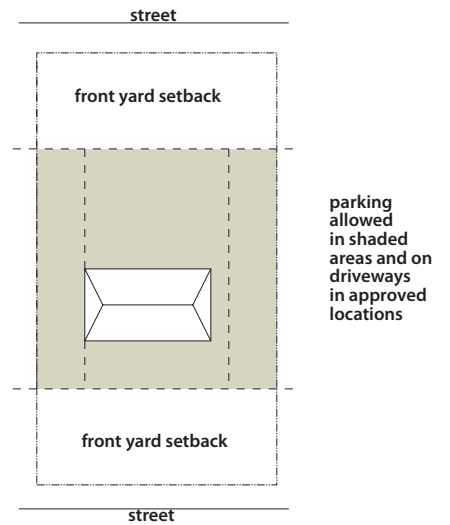 street
front yard setback
parking
allowed
in shaded
areas and on
driveways
in approved
locations
front yard setback
street